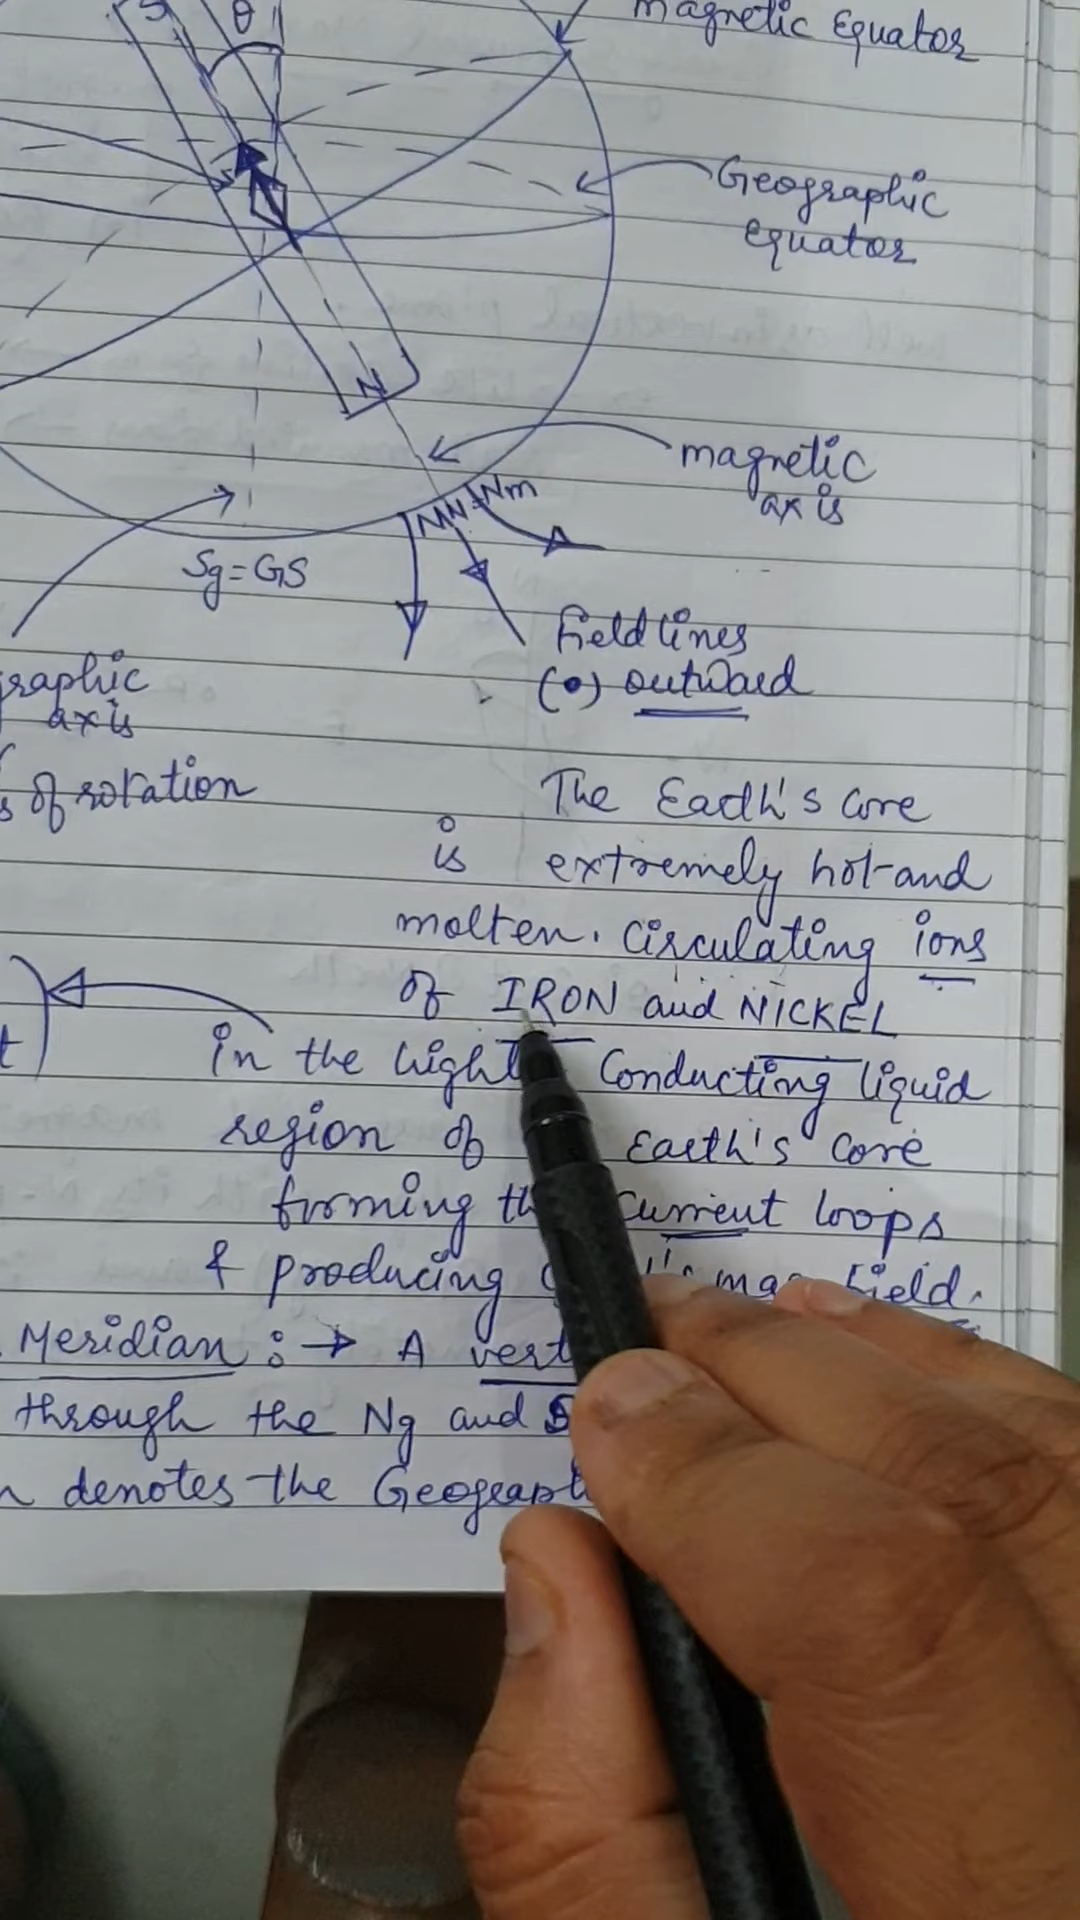 S
θ
magnetic Equator
Geographic
equator
S
N
magnetic
axis
Nm
Sg = GS
Field lines
(•) outward
raphic
axis
of rotation
The Earth's core
is extremely hot and
molten. Circulating ions
of IRON and NICKEL
in the Conducting liquid
region of Earth's core
forming current loops
& producing field.
Meridian : → A
through the Ng and
denotes the